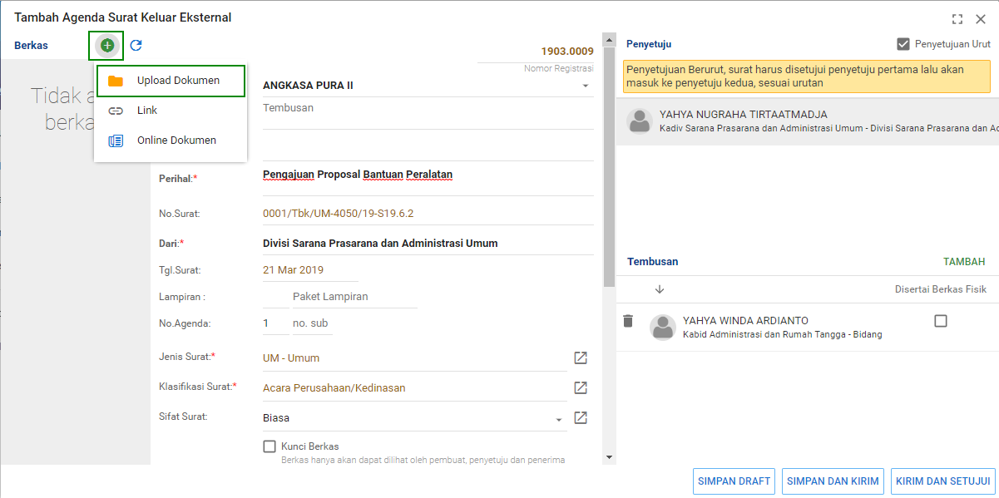 Tambah Agenda Surat Keluar Eksternal
Berkas
Upload Dokumen
Link
Online Dokumen
Tidak
berka
1903.0009
Nomor Registrasi
ANGKASA PURA II
Tembusan
Perihal:*
Pengajuan Proposal Bantuan Peralatan
No.Surat:
0001/Tbk/UM-4050/19-S19.6.2
Dari:*
Divisi Sarana Prasarana dan Administrasi Umum
Tgl.Surat:
21 Mar 2019
Lampiran :
Paket Lampiran
No.Agenda:
1 no. sub
Jenis Surat:*
UM - Umum
Klasifikasi Surat:*
Acara Perusahaan/Kedinasan
Sifat Surat:
Biasa
Kunci Berkas
Berkas hanya akan dapat dilihat oleh pembuat, penyetuju dan penerima
Penyetuju
Penyetujuan Urut
Penyetujuan Berurut, surat harus disetujui penyetuju pertama lalu akan
masuk ke penyetuju kedua, sesuai urutan
YAHYA NUGRAHA TIRTAATMADJA
Kadiv Sarana Prasarana dan Administrasi Umum - Divisi Sarana Prasarana dan Ad
Tembusan
TAMBAH
Disertai Berkas Fisik
YAHYA WINDA ARDIANTO
Kabid Administrasi dan Rumah Tangga - Bidang
SIMPAN DRAFT
SIMPAN DAN KIRIM
KIRIM DAN SETUJUI